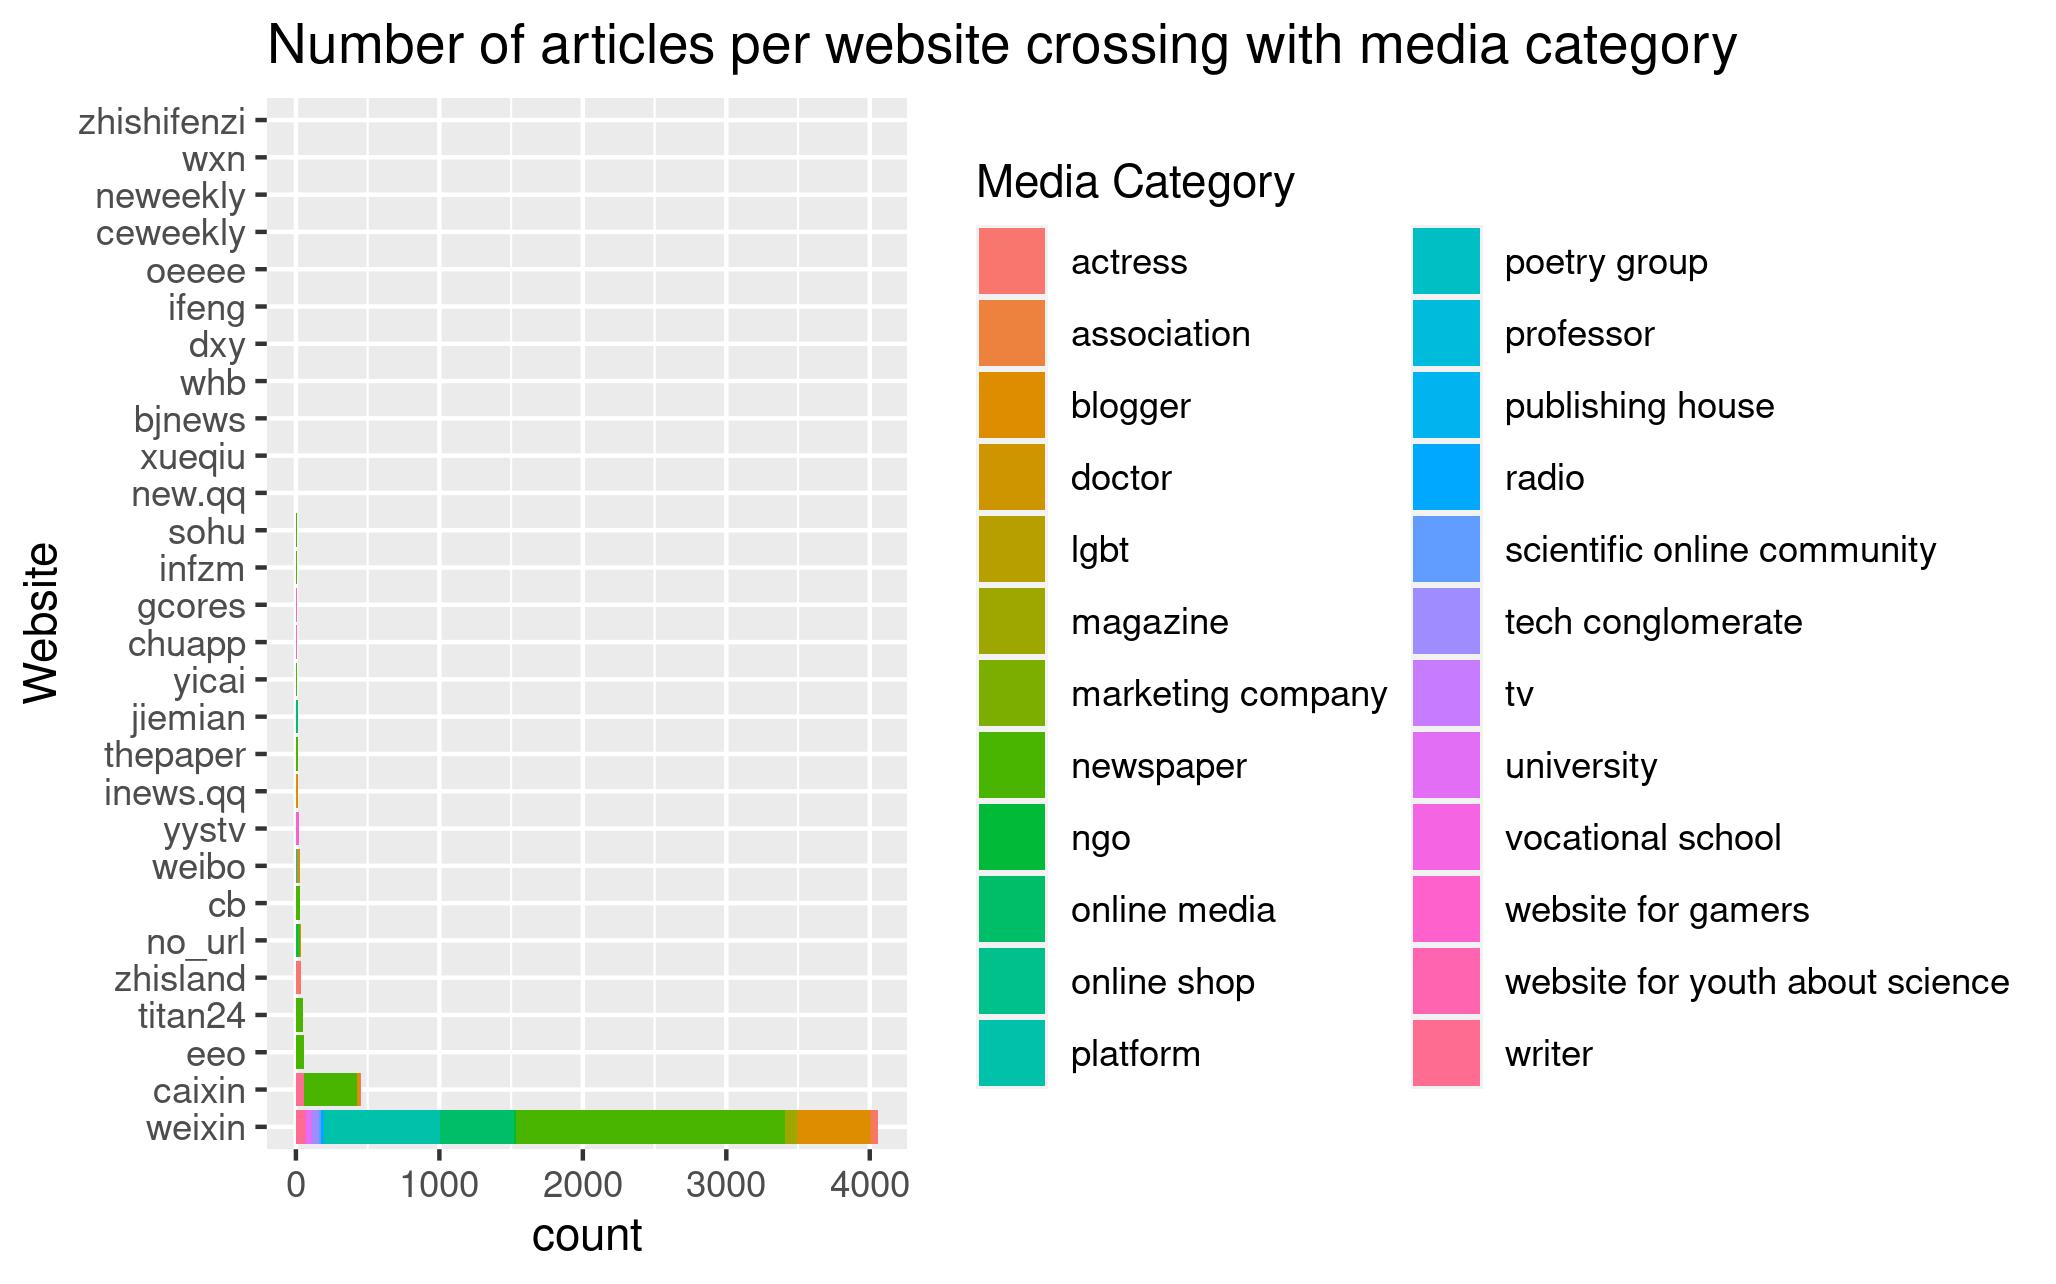 Number of articles per website crossing with media category
Website
zhishifenzi
wxn
neweekly
ceweekly
oeeee
ifeng
dxy
whb
bjnews
xueqiu
new.qq
sohu
infzm
gcores
chuapp
yicai
jiemian
thepaper
inews.qq
yystv
weibo
cb
no_url
zhisland
titan24
eeo
caixin
weixin
0 1000 2000 3000 4000
count
Media Category
actress
association
blogger
doctor
lgbt
magazine
marketing company
newspaper
ngo
online media
online shop
platform
poetry group
professor
publishing house
radio
scientific online community
tech conglomerate
tv
university
vocational school
website for gamers
website for youth about science
writer